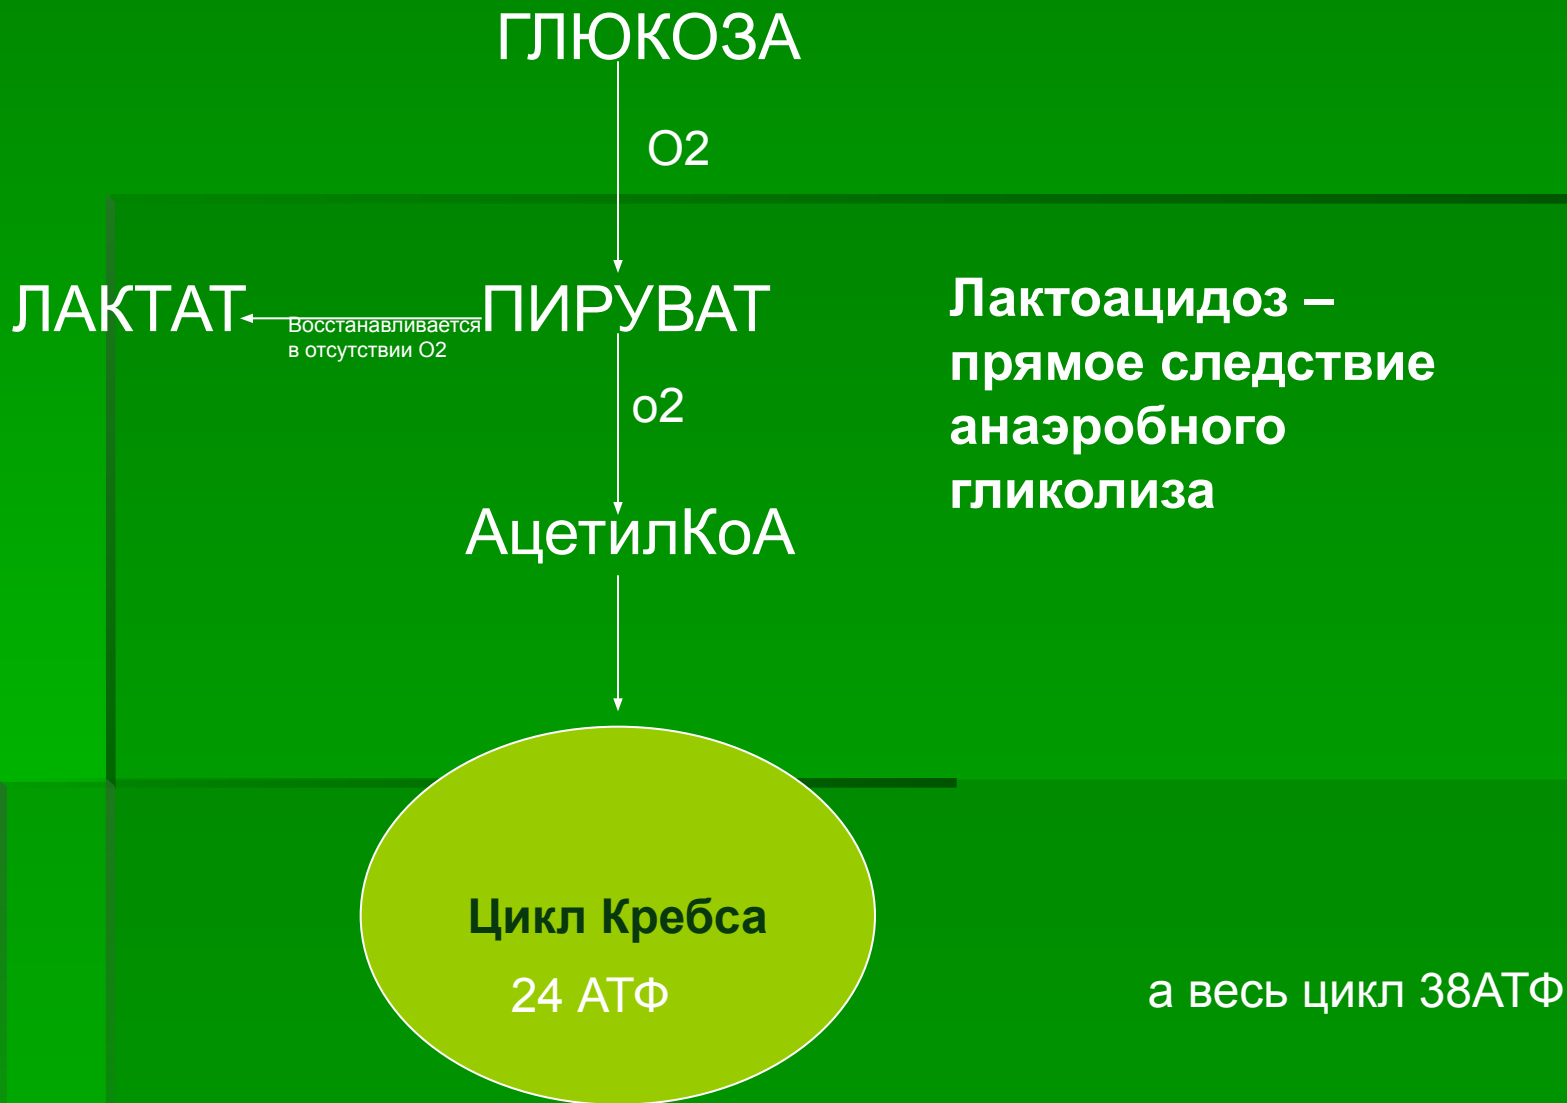 ГЛЮКОЗА
О2
ЛАКТАТ
Восстанавливается
в отсутствии О2
ПИРУВАТ
Лактоацидоз –
прямое следствие
анаэробного
гликолиза
о2
АцетилКоА
Цикл Кребса
24 АТФ
а весь цикл 38АТФ